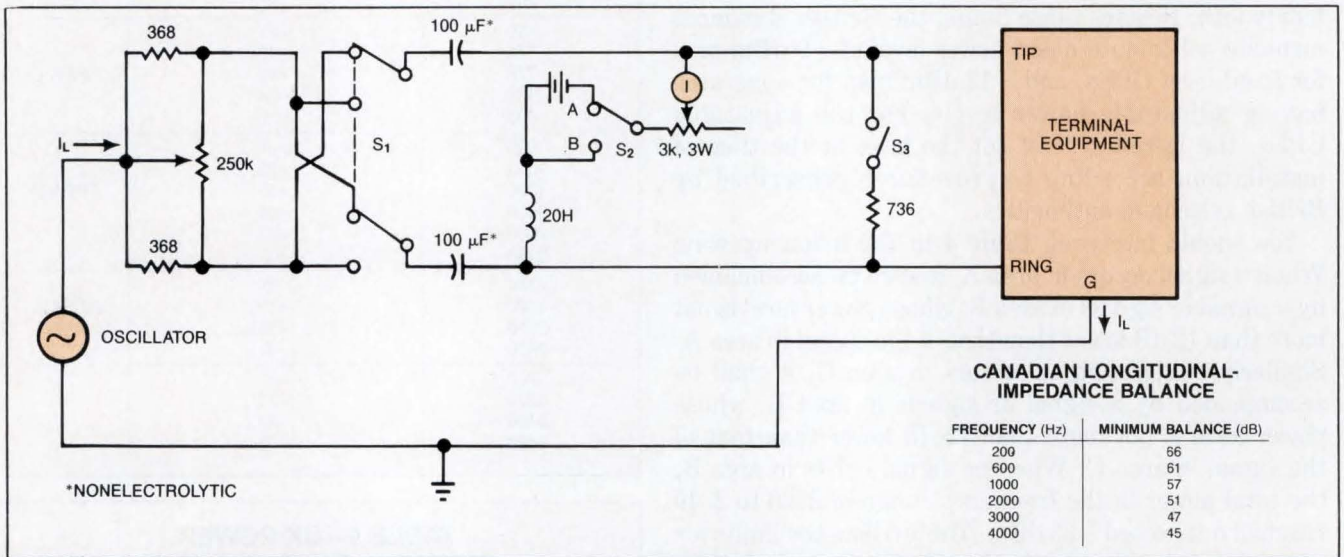 368
100 µF*
IL
250k
S1
368
100 µF*
A
B
S2
20H
I
3k, 3W
S3
736
TIP
TERMINAL
EQUIPMENT
RING
G
IL
OSCILLATOR
*NONELECTROLYTIC
CANADIAN LONGITUDINAL-
IMPEDANCE BALANCE
FREQUENCY (Hz) MINIMUM BALANCE (dB)
200 66
600 61
1000 57
2000 51
3000 47
4000 45